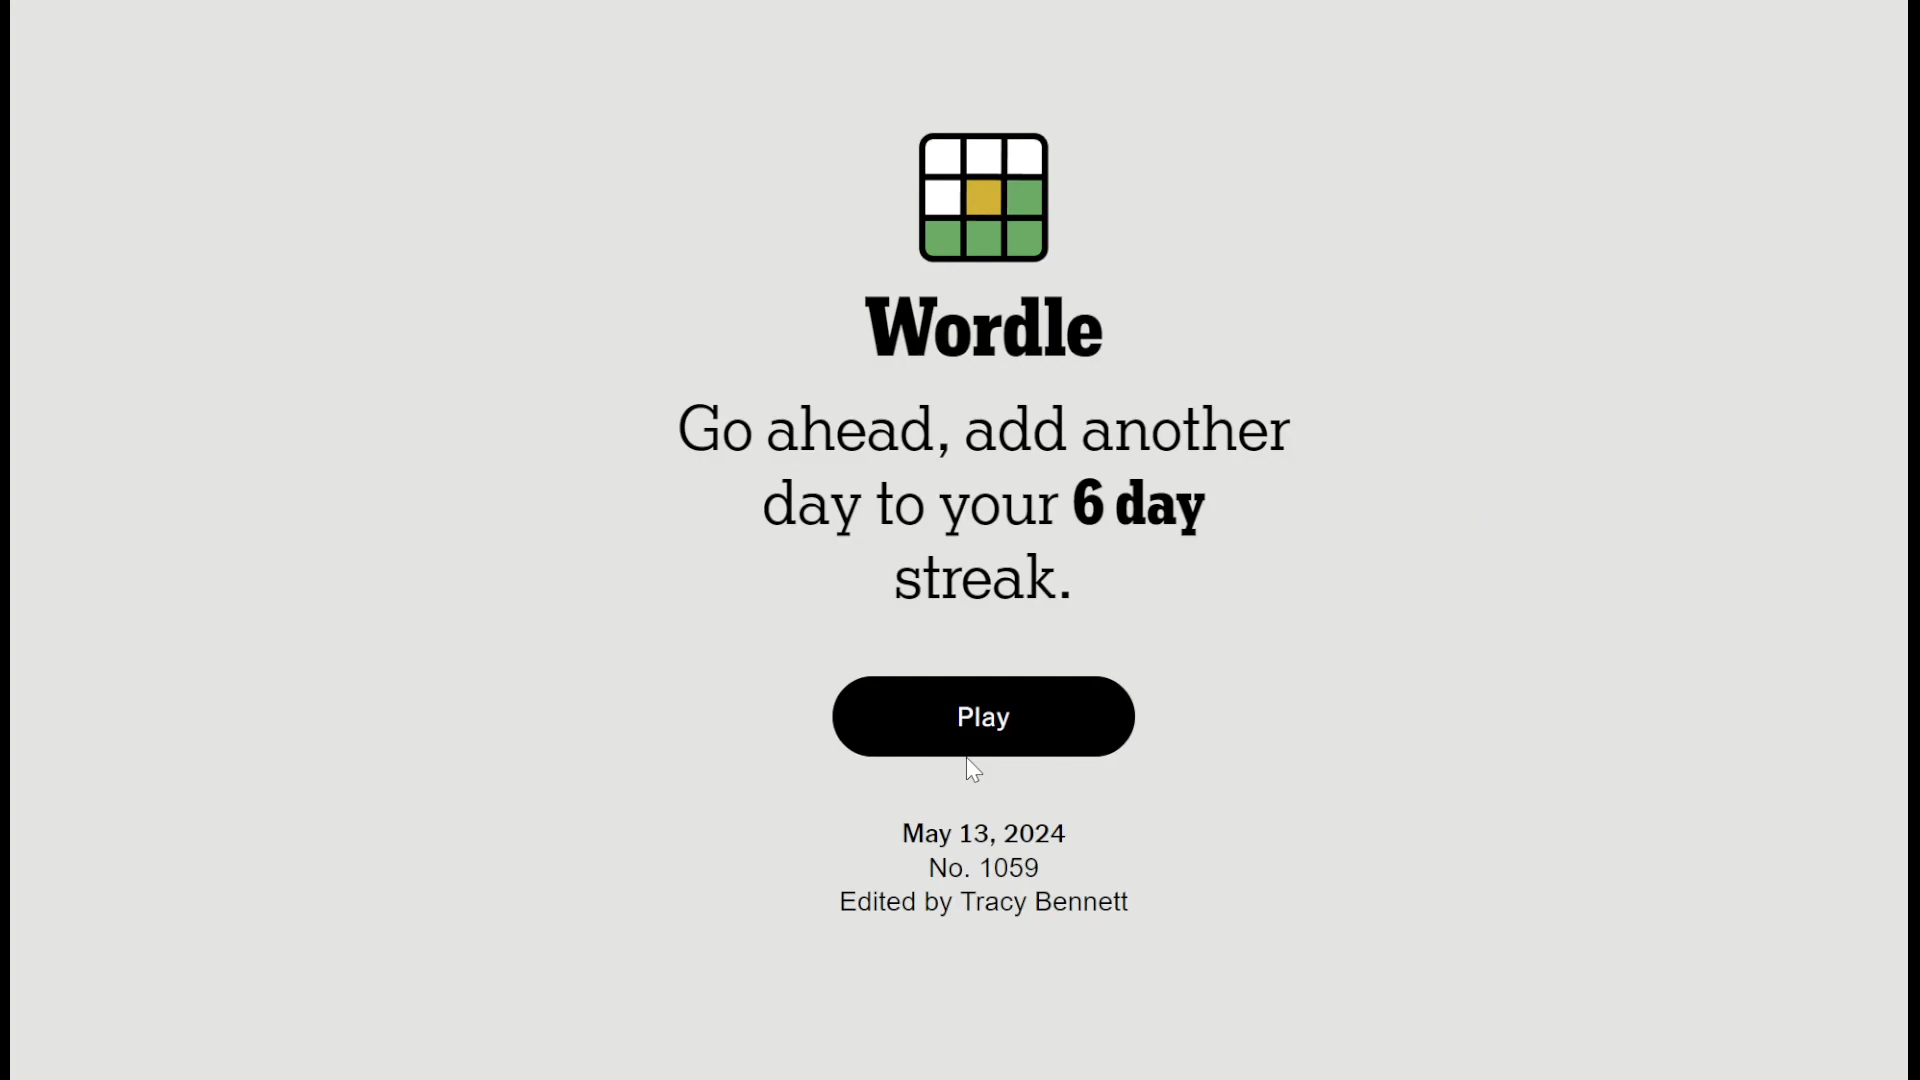 Wordle
Go ahead, add another
day to your 6 day
streak.
Play
May 13, 2024
No. 1059
Edited by Tracy Bennett